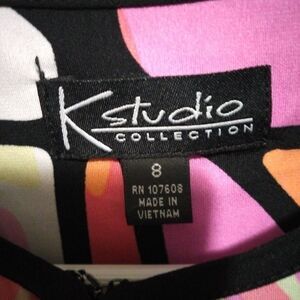 K studio
COLLECTION
8
RN 107608
MADE IN
VIETNAM